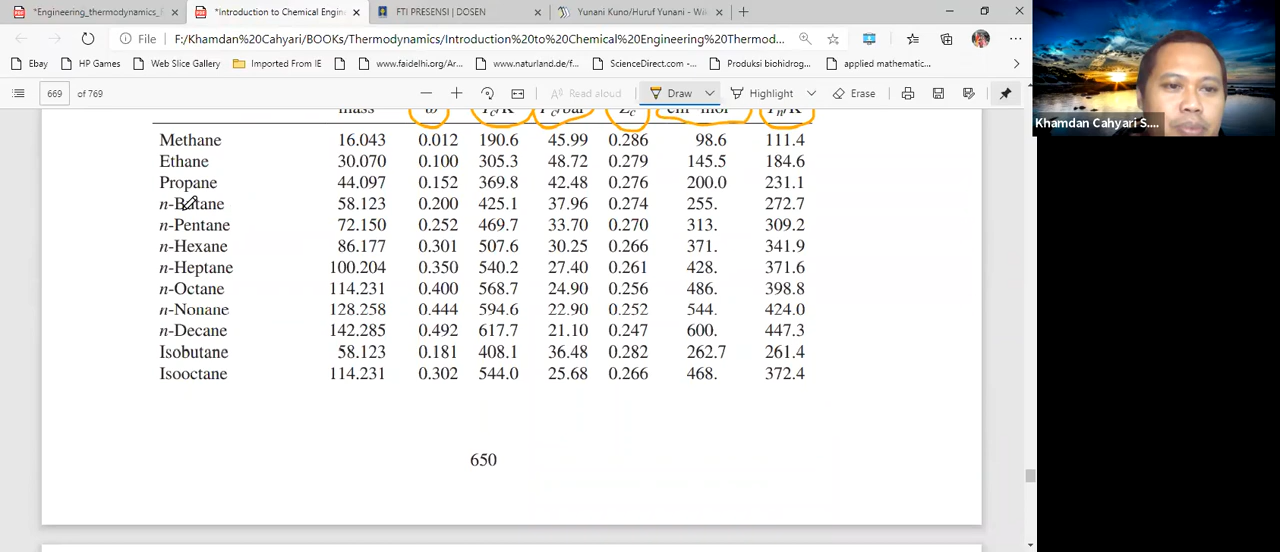 *Engineering_thermodynamics_
*Introduction to Chemical Engin
FTI PRESENSI | DOSEN
Yunani Kuno/Huruf Yunani - Wi
File
F:/Khamdan%20Cahyari/BOOKs/Thermodynamics/Introduction%20to%20Chemical%20Engineering%20Thermod...
Ebay
HP Games
Web Slice Gallery
Imported From IE
www.faidelhq.org/Ar...
www.naturland.de/f...
ScienceDirect.com -...
Produksi biohidrog...
applied mathematic...
669 of 769
Read aloud
Draw
Highlight
Erase
Khamdan Cahyari S....
mass ω Tc/K Pc/bar Zc cm3 mol Tn/K
Methane 16.043 0.012 190.6 45.99 0.286 98.6 111.4
Ethane 30.070 0.100 305.3 48.72 0.279 145.5 184.6
Propane 44.097 0.152 369.8 42.48 0.276 200.0 231.1
n-Butane 58.123 0.200 425.1 37.96 0.274 255. 272.7
n-Pentane 72.150 0.252 469.7 33.70 0.270 313. 309.2
n-Hexane 86.177 0.301 507.6 30.25 0.266 371. 341.9
n-Heptane 100.204 0.350 540.2 27.40 0.261 428. 371.6
n-Octane 114.231 0.400 568.7 24.90 0.256 486. 398.8
n-Nonane 128.258 0.444 594.6 22.90 0.252 544. 424.0
n-Decane 142.285 0.492 617.7 21.10 0.247 600. 447.3
Isobutane 58.123 0.181 408.1 36.48 0.282 262.7 261.4
Isooctane 114.231 0.302 544.0 25.68 0.266 468. 372.4
650